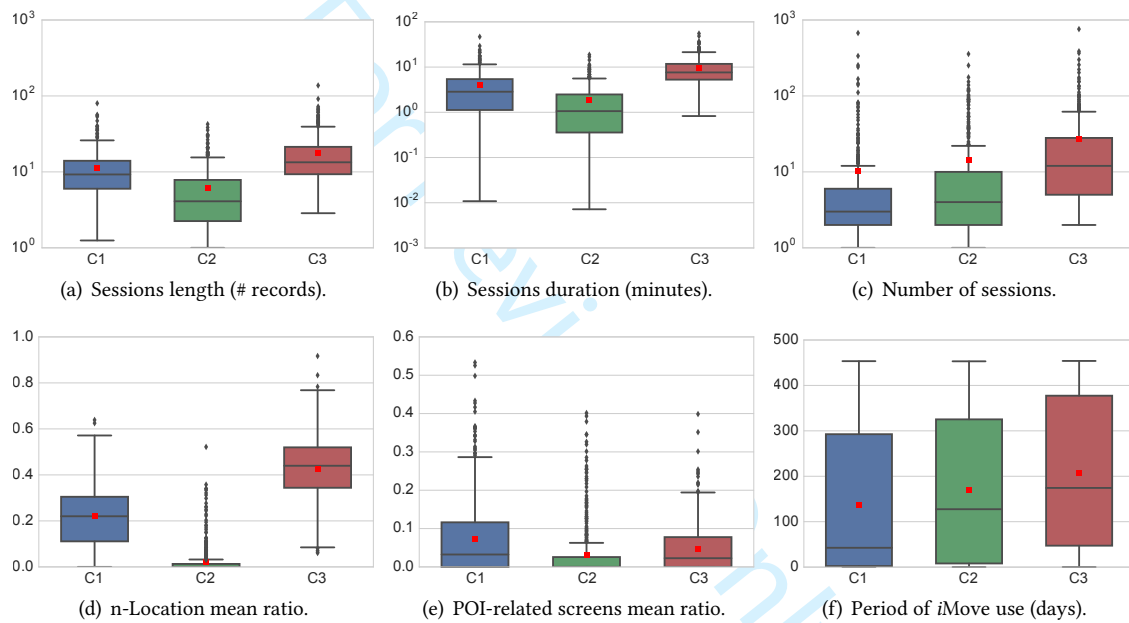 10³
10²
10¹
10⁰
C1 C2 C3
(a) Sessions length (# records).
10²
10¹
10⁰
10⁻¹
10⁻²
10⁻³
C1 C2 C3
(b) Sessions duration (minutes).
10³
10²
10¹
10⁰
C1 C2 C3
(c) Number of sessions.
1.0
0.8
0.6
0.4
0.2
0.0
C1 C2 C3
(d) n-Location mean ratio.
0.6
0.5
0.4
0.3
0.2
0.1
0.0
C1 C2 C3
(e) POI-related screens mean ratio.
500
400
300
200
100
0
C1 C2 C3
(f) Period of iMove use (days).